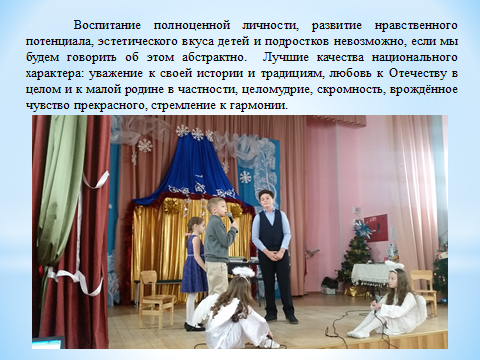 Воспитание полноценной личности, развитие нравственного
потенциала, эстетического вкуса детей и подростков невозможно, если мы
будем говорить об этом абстрактно. Лучшие качества национального
характера: уважение к своей истории и традициям, любовь к Отечеству в
целом и к малой родине в частности, целомудрие, скромность, врождённое
чувство прекрасного, стремление к гармонии.